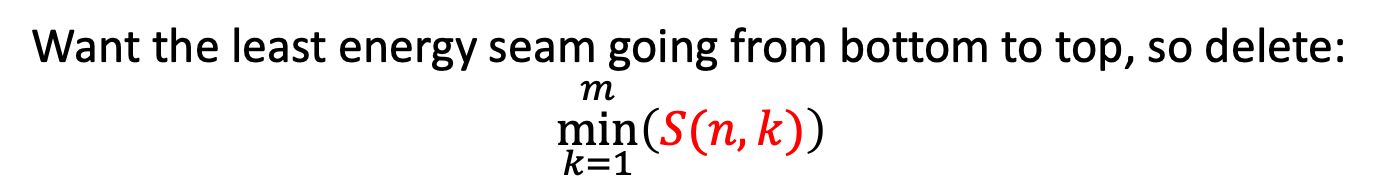 Want the least energy seam going from bottom to top, so delete:
m
min(S(n, k))
k=1